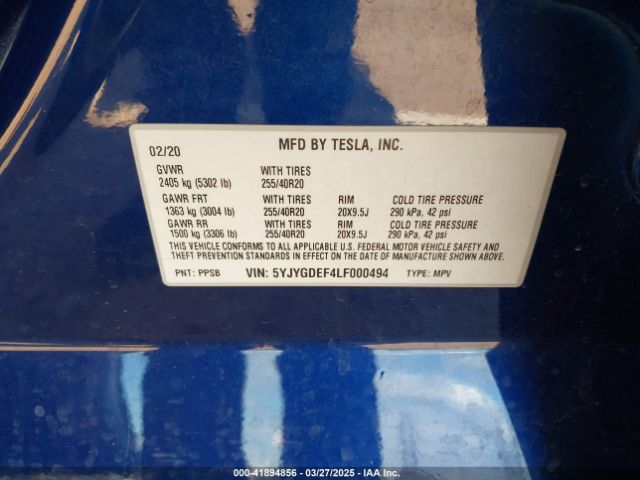 02/20 MFD BY TESLA, INC.
GVWR WITH TIRES
2405 kg (5302 lb) 255/40R20
GAWR FRT WITH TIRES RIM COLD TIRE PRESSURE
1363 kg (3004 lb) 255/40R20 20X9.5J 290 kPa, 42 psi
GAWR RR WITH TIRES RIM COLD TIRE PRESSURE
1500 kg (3306 lb) 255/40R20 20X9.5J 290 kPa, 42 psi
THIS VEHICLE CONFORMS TO ALL APPLICABLE U.S. FEDERAL MOTOR VEHICLE SAFETY AND
THEFT PREVENTION STANDARDS IN EFFECT ON THE DATE OF MANUFACTURE SHOWN ABOVE.
PNT: PPSB VIN: 5YJYGDEF4LF000494 TYPE: MPV
000-41894856 - 03/27/2025 - IAA Inc.